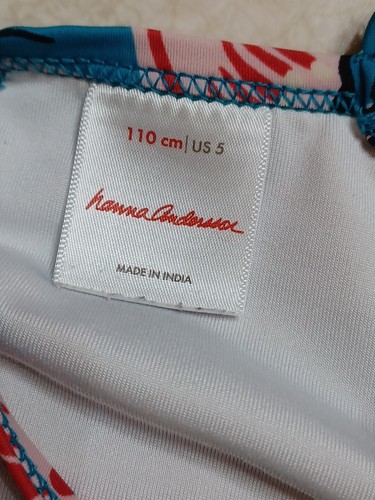 110 cm | US 5
hanna andersson
MADE IN INDIA